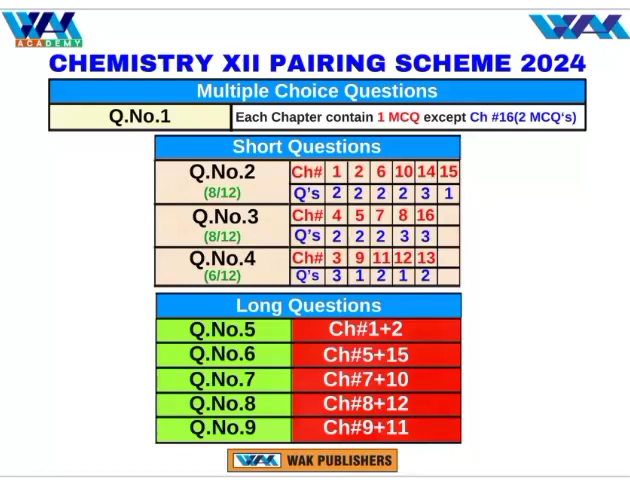 WAK
ACADEMY
WAK
CHEMISTRY XII PAIRING SCHEME 2024
Multiple Choice Questions
Q.No.1 Each Chapter contain 1 MCQ except Ch #16(2 MCQ‘s)
Short Questions
Q.No.2 Ch# 1 2 6 10 14 15
(8/12) Q’s 2 2 2 2 3 1
Q.No.3 Ch# 4 5 7 8 16
(8/12) Q’s 2 2 2 3 3
Q.No.4 Ch# 3 9 11 12 13
(6/12) Q’s 3 1 2 1 2
Long Questions
Q.No.5 Ch#1+2
Q.No.6 Ch#5+15
Q.No.7 Ch#7+10
Q.No.8 Ch#8+12
Q.No.9 Ch#9+11
WAK WAK PUBLISHERS